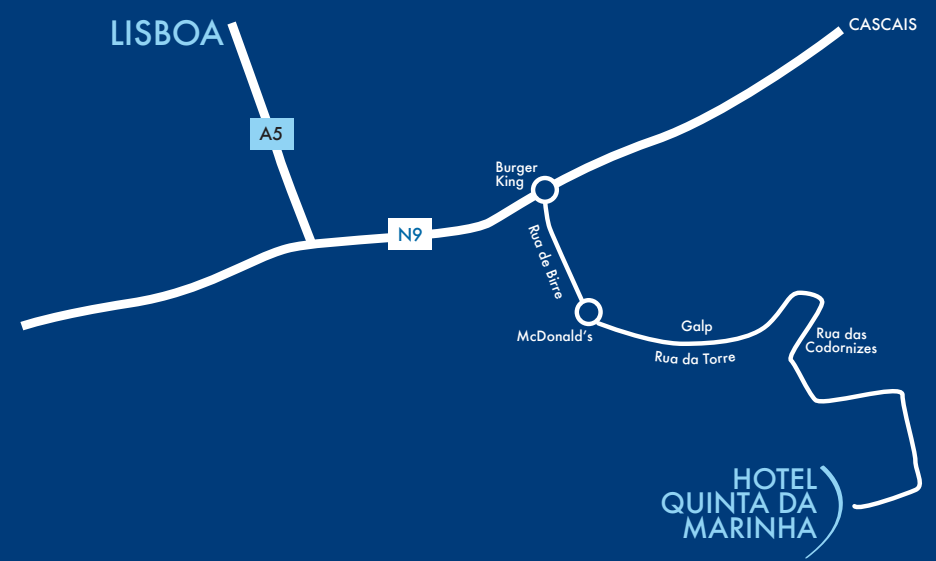 LISBOA
CASCAIS
A5
Burger
King
N9
Rua de Birre
McDonald's
Galp
Rua da Torre
Rua das
Codornizes
HOTEL
QUINTA DA
MARINHA